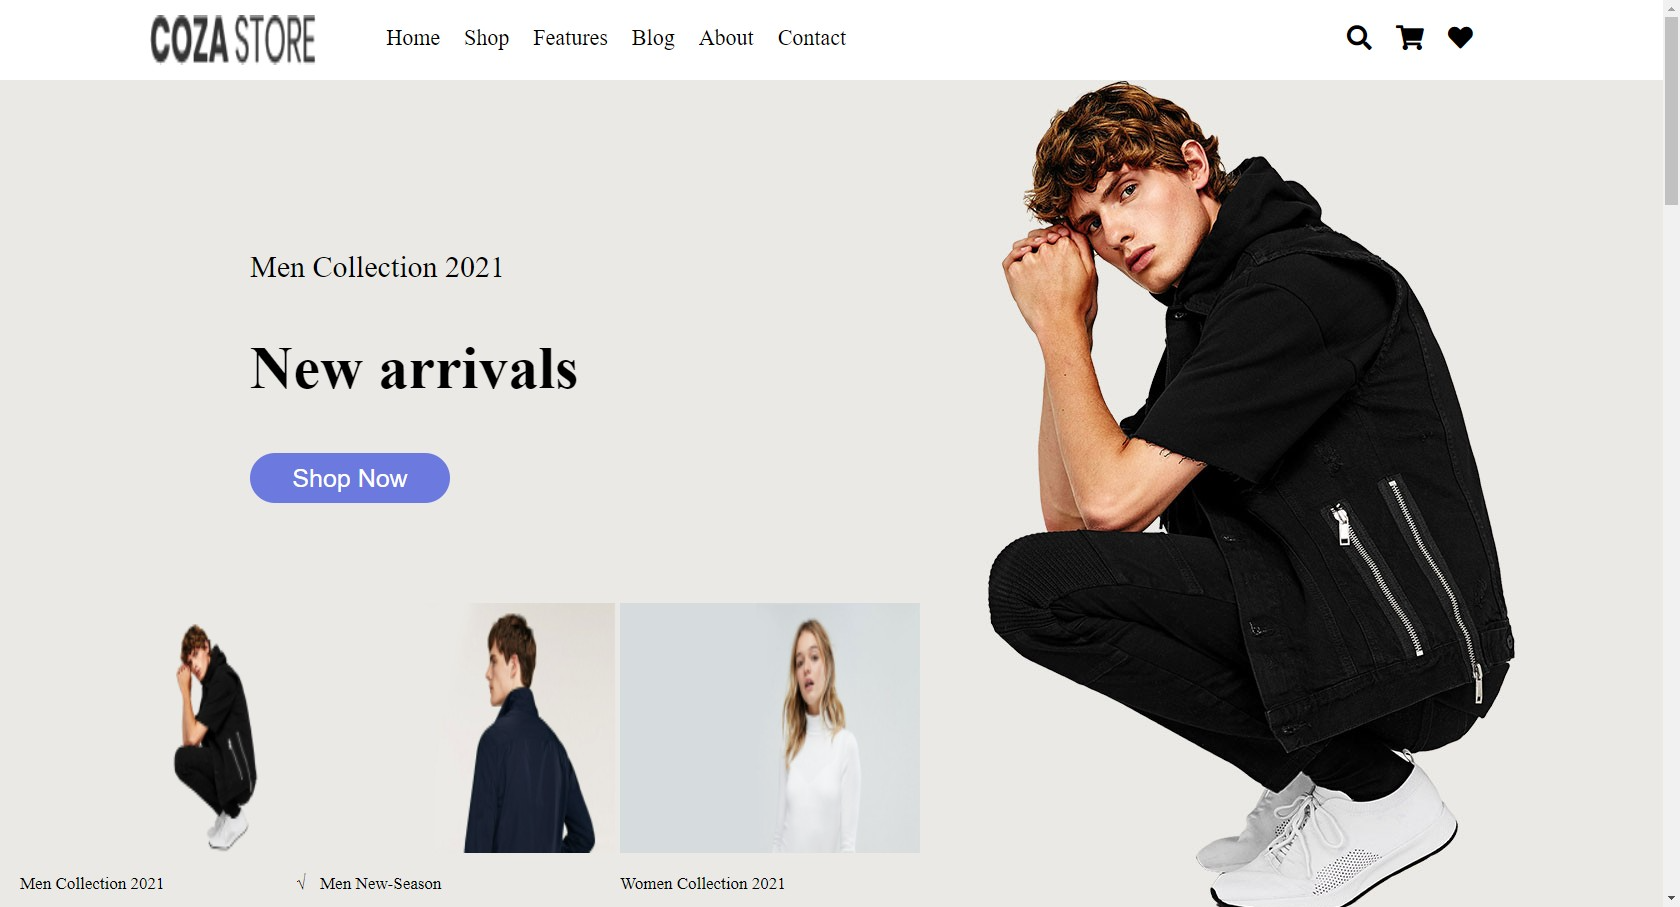 COZA STORE Home Shop Features Blog About Contact
Men Collection 2021
New arrivals
Shop Now
Men Collection 2021 √ Men New-Season Women Collection 2021